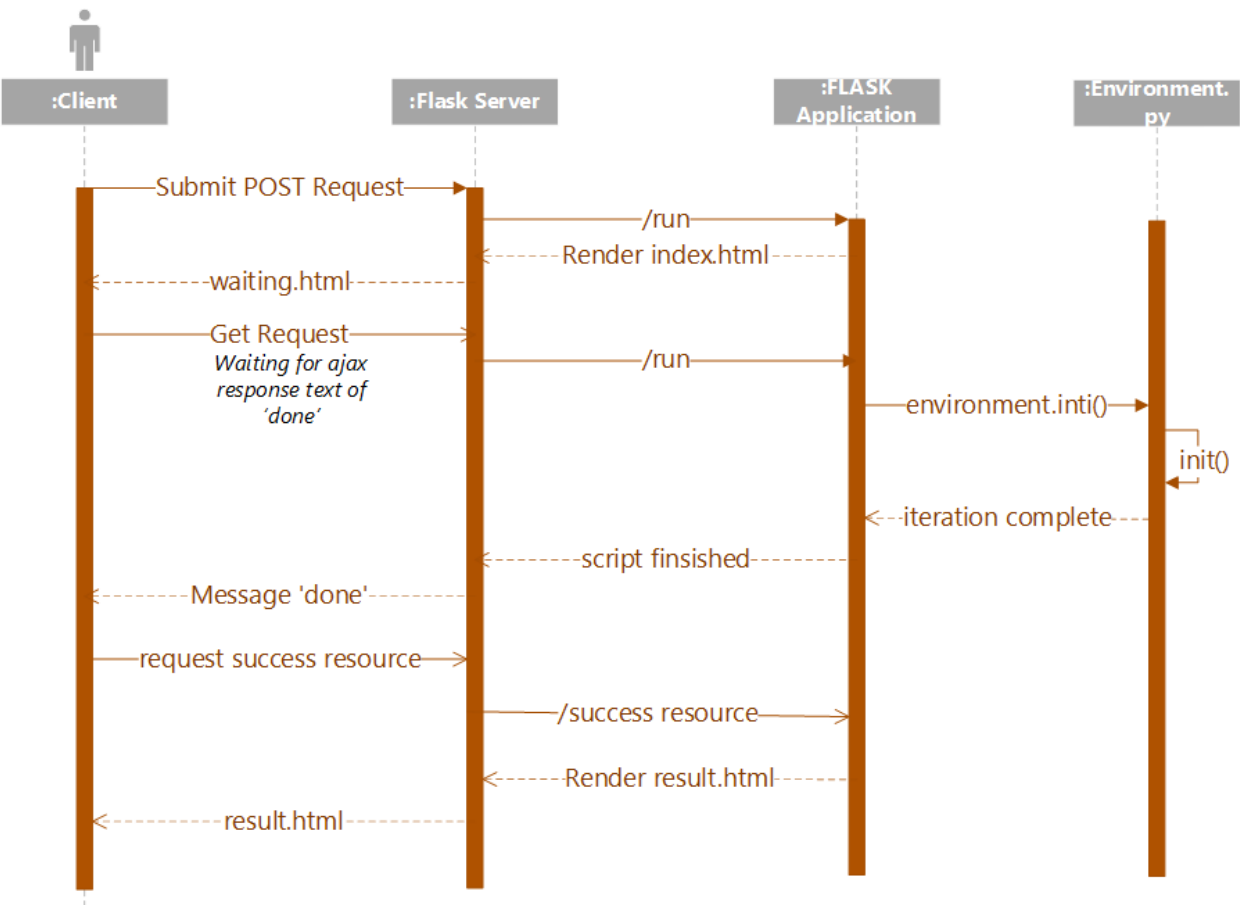 :Client
:Flask Server
:FLASK
Application
:Environment.
py
Submit POST Request
/run
Render index.html
waiting.html
Get Request
Waiting for ajax
response text of
‘done’
/run
environment.inti()
init()
iteration complete
script finsished
Message 'done'
request success resource
/success resource
Render result.html
result.html